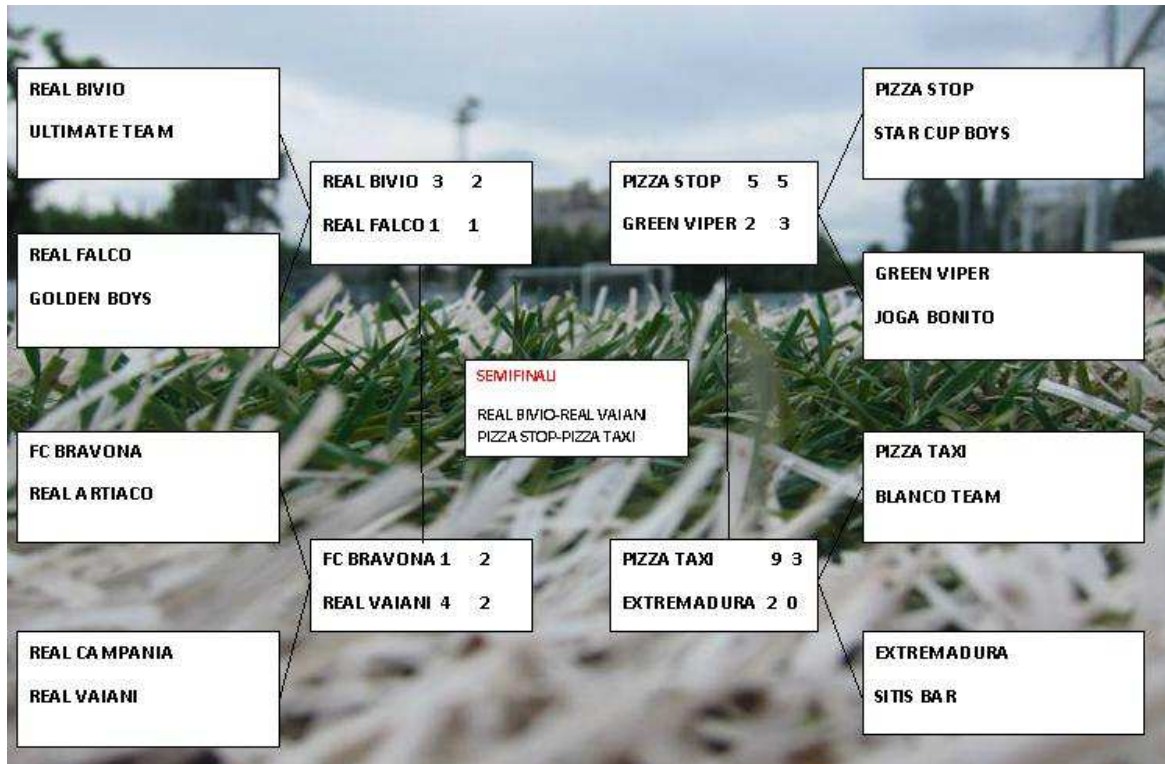 REAL BIVIO
ULTIMATE TEAM
REAL FALCO
GOLDEN BOYS
FC BRAVONA
REAL ARTIACO
REAL CAMPANIA
REAL VAIANI
REAL BIVIO 3 2
REAL FALCO 1 1
FC BRAVONA 1 2
REAL VAIANI 4 2
SEMIFINALI
REAL BIVIO-REAL VAIANI
PIZZA STOP-PIZZA TAXI
PIZZA STOP 5 5
GREEN VIPER 2 3
PIZZA TAXI 9 3
EXTREMADURA 2 0
PIZZA STOP
STAR CUP BOYS
GREEN VIPER
JOGA BONITO
PIZZA TAXI
BLANCO TEAM
EXTREMADURA
SITIS BAR